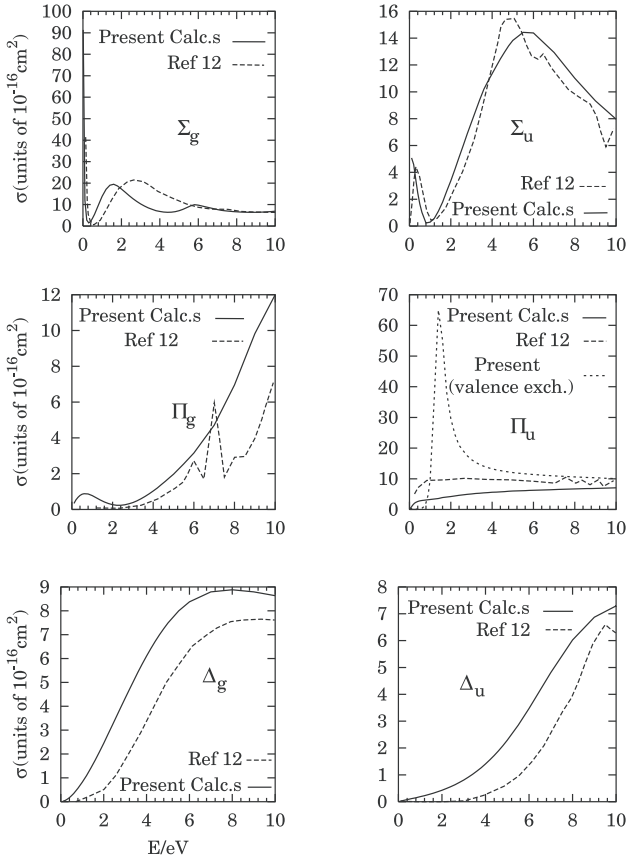 100
90
80
70
60
50
40
30
20
10
0
0 2 4 6 8 10
σ(units of 10⁻¹⁶cm²)
Present Calc.s
Ref 12
Σg
16
14
12
10
8
6
4
2
0
0 2 4 6 8 10
Σu
Ref 12
Present Calc.s
12
10
8
6
4
2
0
0 2 4 6 8 10
σ(units of 10⁻¹⁶cm²)
Present Calc.s
Ref 12
Πg
70
60
50
40
30
20
10
0
0 2 4 6 8 10
Present Calc.s
Ref 12
Present
(valence exch.)
Πu
9
8
7
6
5
4
3
2
1
0
0 2 4 6 8 10
σ(units of 10⁻¹⁶cm²)
E/eV
Δg
Ref 12
Present Calc.s
8
7
6
5
4
3
2
1
0
0 2 4 6 8 10
Present Calc.s
Ref 12
Δu